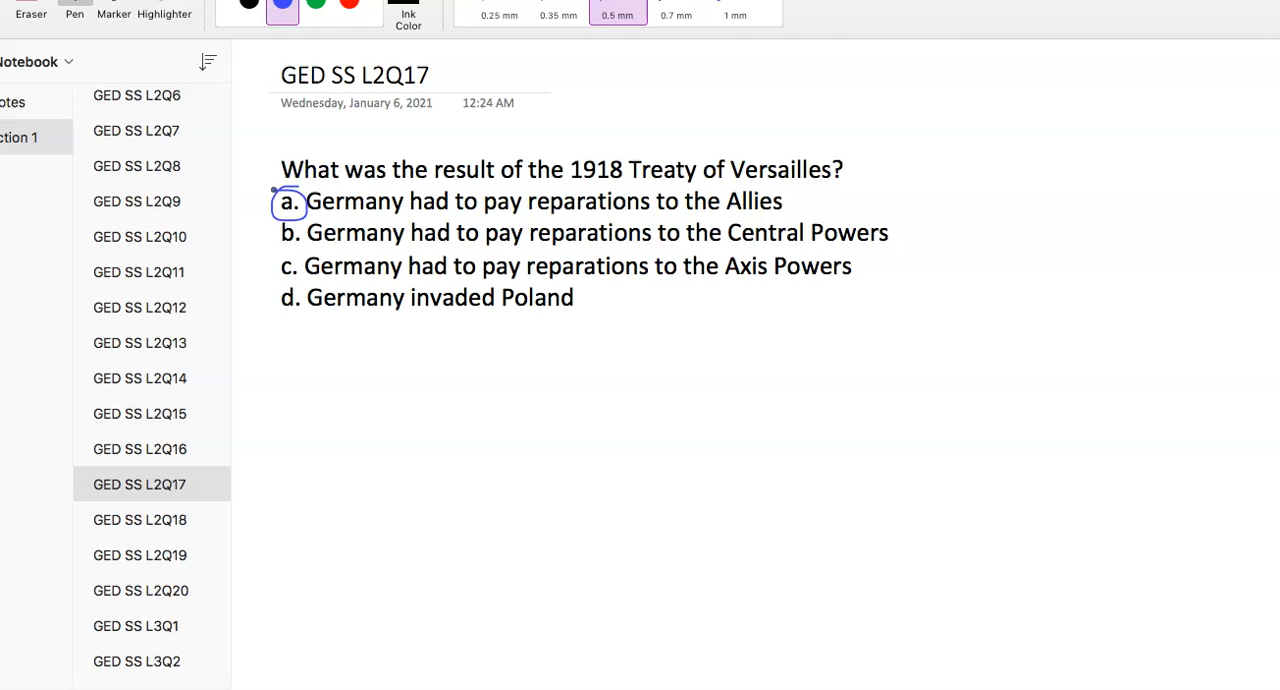 Eraser Pen Marker Highlighter
Ink
Color
0.25 mm 0.35 mm 0.5 mm 0.7 mm 1 mm
Notebook
otes
ction 1
GED SS L2Q6
GED SS L2Q7
GED SS L2Q8
GED SS L2Q9
GED SS L2Q10
GED SS L2Q11
GED SS L2Q12
GED SS L2Q13
GED SS L2Q14
GED SS L2Q15
GED SS L2Q16
GED SS L2Q17
GED SS L2Q18
GED SS L2Q19
GED SS L2Q20
GED SS L3Q1
GED SS L3Q2
GED SS L2Q17
Wednesday, January 6, 2021 12:24 AM
What was the result of the 1918 Treaty of Versailles?
a. Germany had to pay reparations to the Allies
b. Germany had to pay reparations to the Central Powers
c. Germany had to pay reparations to the Axis Powers
d. Germany invaded Poland